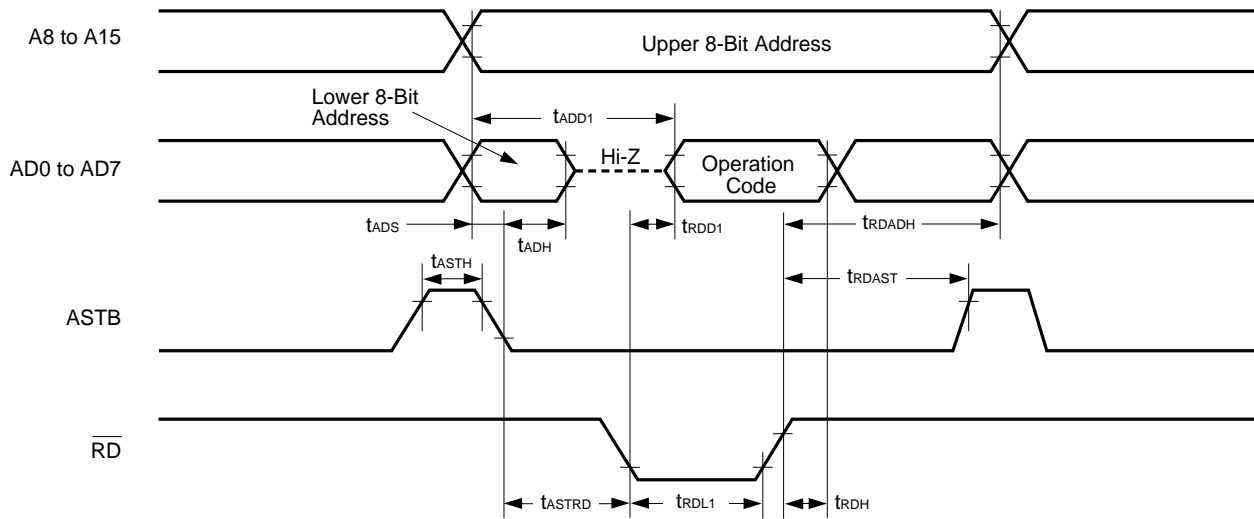 A8 to A15
Upper 8-Bit Address
Lower 8-Bit
Address
tADD1
AD0 to AD7
Hi-Z
Operation
Code
tADS
tADH
tRDD1
tRDADH
tASTH
tRDAST
ASTB
RD
tASTRD
tRDL1
tRDH